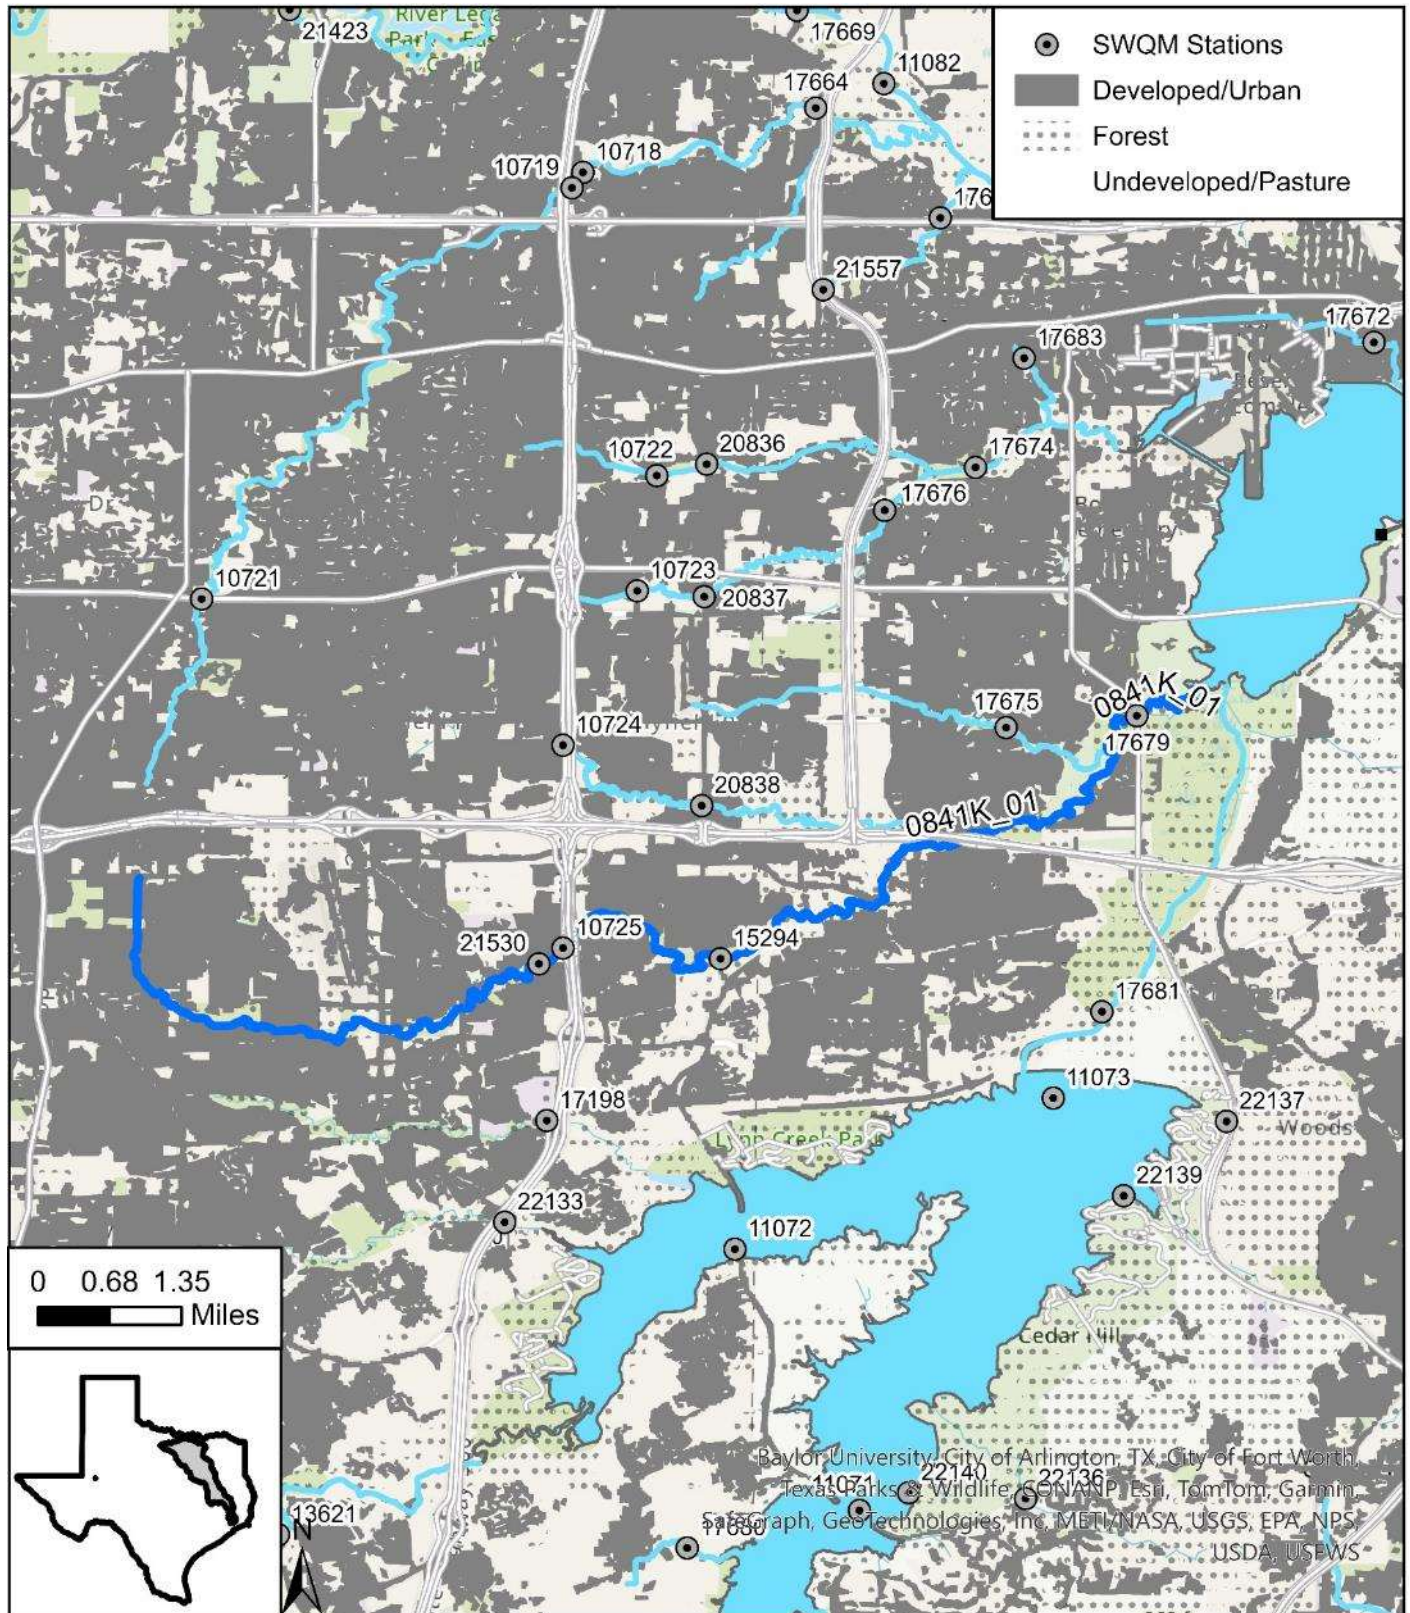 River Lega
21423
17669
11082
17664
SWQM Stations
Developed/Urban
Forest
Undeveloped/Pasture
10718
10719
176
21557
17672
17683
10722
20836
17674
17676
10721
10723
20837
17675
0841K_01
17679
10724
20838
0841K_01
10725
21530
15294
17681
11073
17198
22137
Woods
22139
Lynn Creek Park
22133
11072
0 0.68 1.35
Miles
Cedar Hill
Baylor University, City of Arlington, TX, City of Fort Worth,
11071
22140
22136
Texas Parks & Wildlife, CONANP, Esri, TomTom, Garmin,
13621
N
SafeGraph, GeoTechnologies, Inc, METI/NASA, USGS, EPA, NPS,
17680
USDA, USFWS